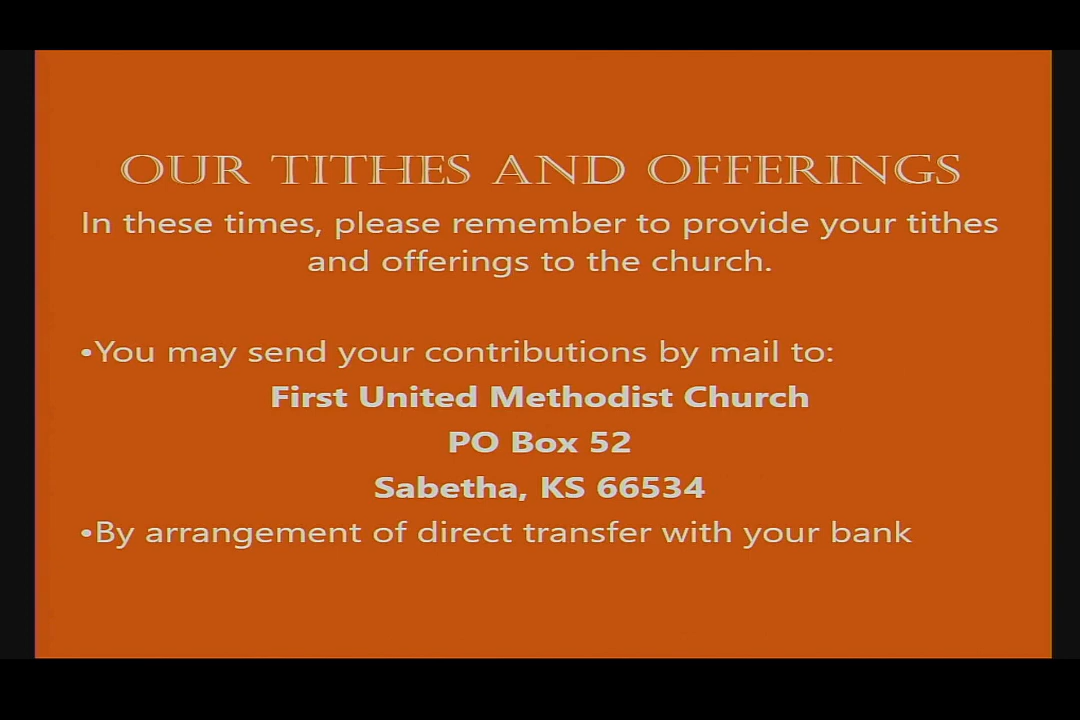 OUR TITHES AND OFFERINGS
In these times, please remember to provide your tithes
and offerings to the church.
•You may send your contributions by mail to:
First United Methodist Church
PO Box 52
Sabetha, KS 66534
•By arrangement of direct transfer with your bank